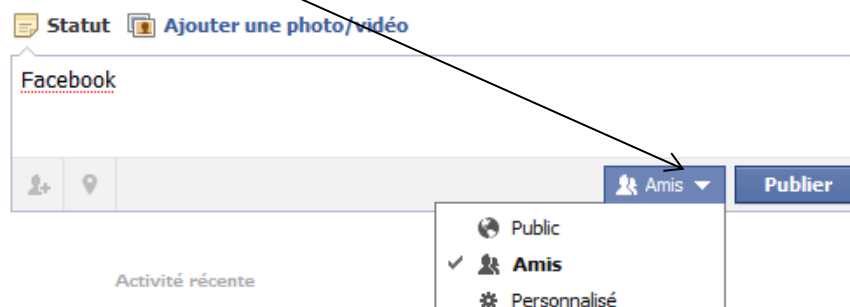 Statut Ajouter une photo/vidéo
Facebook
Amis Publier
Public
Amis
Activité récente
Personnalisé